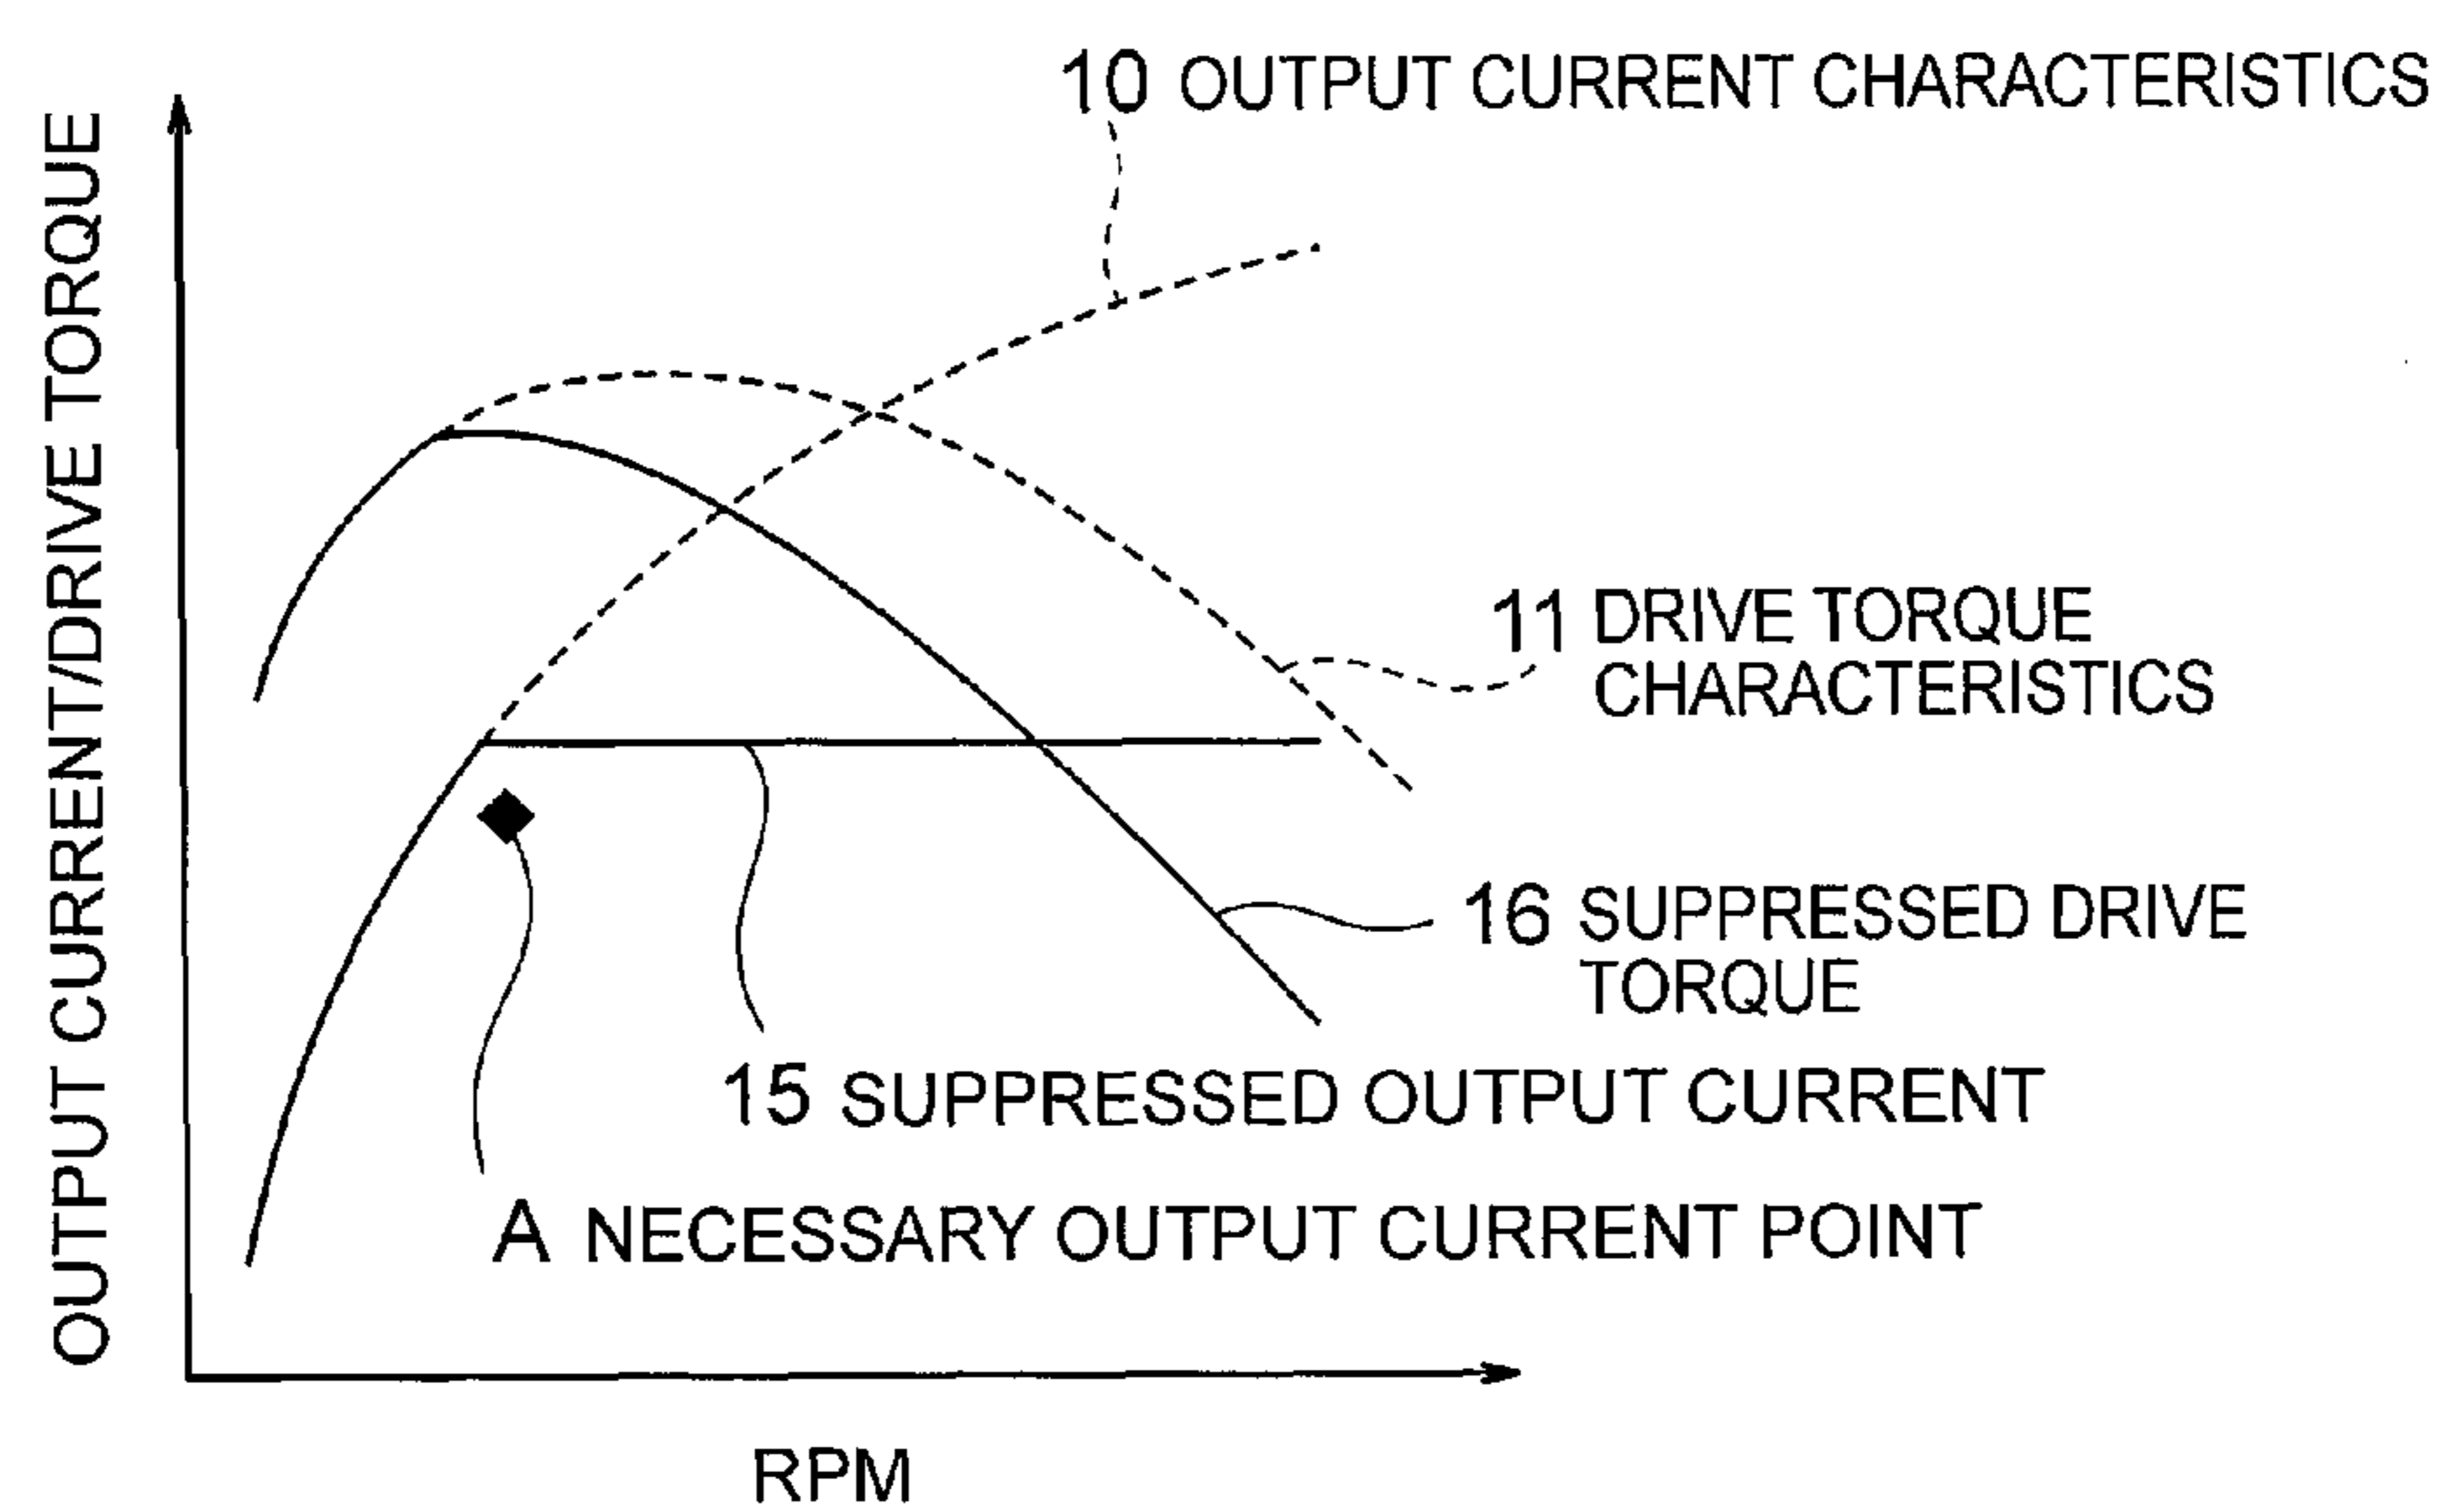 10 OUTPUT CURRENT CHARACTERISTICS
OUTPUT CURRENT/DRIVE TORQUE
11 DRIVE TORQUE
CHARACTERISTICS
16 SUPPRESSED DRIVE
TORQUE
15 SUPPRESSED OUTPUT CURRENT
A NECESSARY OUTPUT CURRENT POINT
RPM